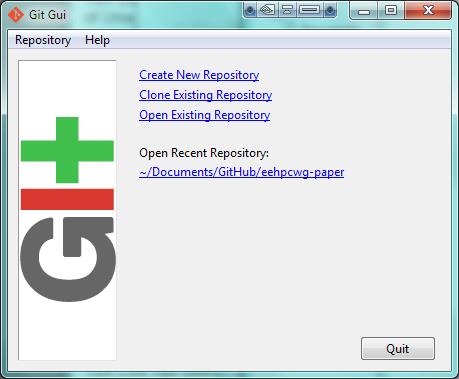 Git Gui
Repository Help
Create New Repository
Clone Existing Repository
Open Existing Repository
Open Recent Repository:
~/Documents/GitHub/eehpcwg-paper
GIt
Quit